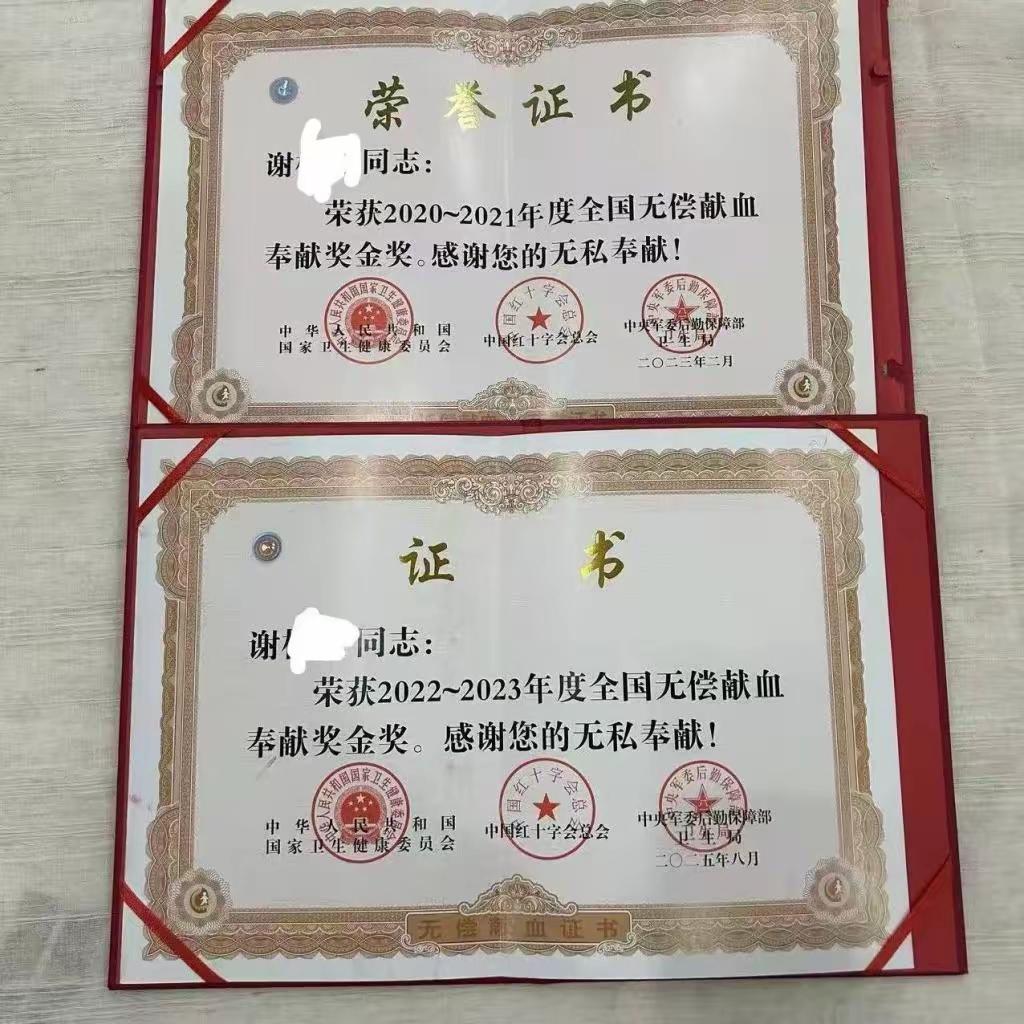 荣誉证书
谢 同志：
荣获2020~2021年度全国无偿献血
奉献奖金奖。感谢您的无私奉献！
中华人民共和国
国家卫生健康委员会
中国红十字会总会
中央军委后勤保障部
卫生局
二〇二三年二月
证书
谢 同志：
荣获2022~2023年度全国无偿献血
奉献奖金奖。感谢您的无私奉献！
中华人民共和国
国家卫生健康委员会
中国红十字会总会
中央军委后勤保障部
卫生局
二〇二五年八月
无偿献血证书